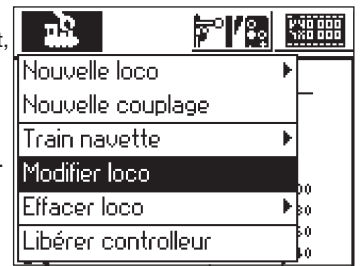 Nouvelle loco
Nouvelle couplage
Train navette
Modifier loco
Effacer loco
Libérer controlleur